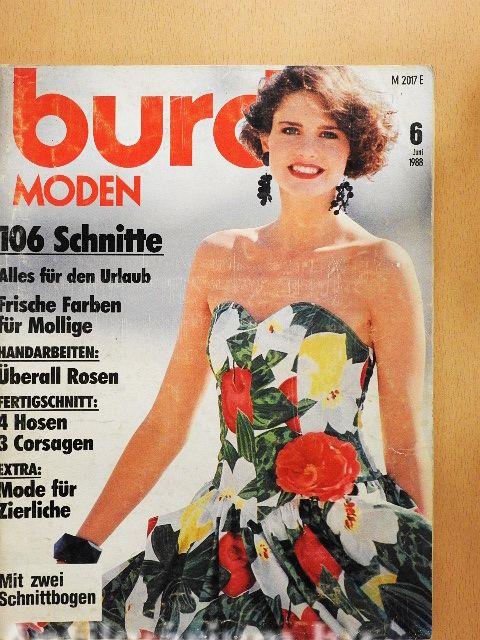 burd
MODEN
M 2017 E
6
Juni
1988
106 Schnitte
Alles für den Urlaub
Frische Farben
für Mollige
HANDARBEITEN:
Überall Rosen
FERTIGSCHNITT:
4 Hosen
3 Corsagen
EXTRA:
Mode für
Zierliche
Mit zwei
Schnittbogen